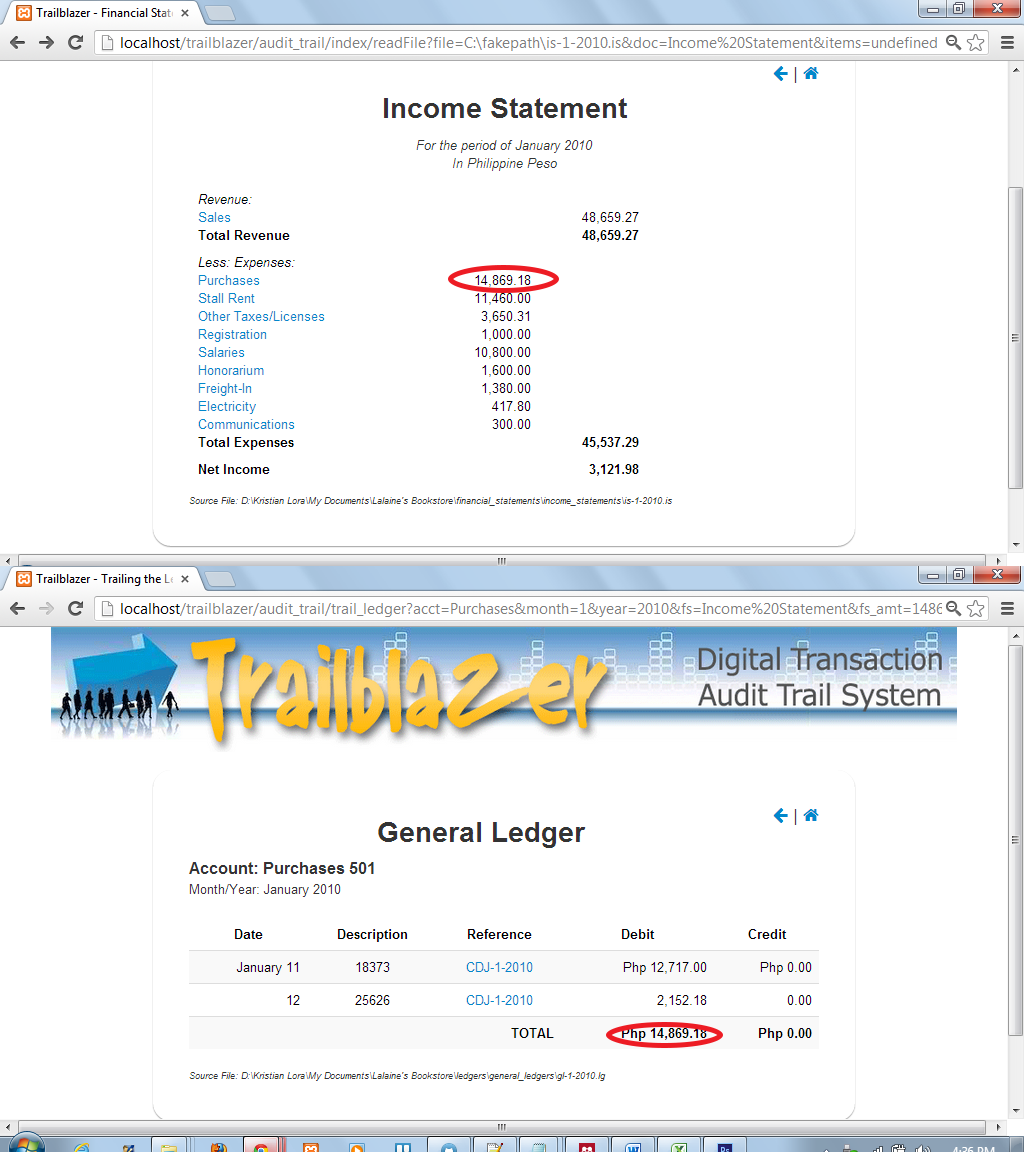 Trailblazer - Financial State
localhost/trailblazer/audit_trail/index/readFile?file=C:\fakepath\is-1-2010.is&doc=Income%20Statement&items=undefined
|
Income Statement
For the period of January 2010
In Philippine Peso
Revenue:
Sales 48,659.27
Total Revenue 48,659.27
Less: Expenses:
Purchases 14,869.18
Stall Rent 11,460.00
Other Taxes/Licenses 3,650.31
Registration 1,000.00
Salaries 10,800.00
Honorarium 1,600.00
Freight-In 1,380.00
Electricity 417.80
Communications 300.00
Total Expenses 45,537.29
Net Income 3,121.98
Source File: D:\Kristian Lora\My Documents\Lalaine's Bookstore\financial_statements\income_statements\is-1-2010.is
Trailblazer - Trailing the Le
localhost/trailblazer/audit_trail/trail_ledger?acct=Purchases&month=1&year=2010&fs=Income%20Statement&fs_amt=1486
Trailblazer
Digital Transaction
Audit Trail System
|
General Ledger
Account: Purchases 501
Month/Year: January 2010
Date Description Reference Debit Credit
January 11 18373 CDJ-1-2010 Php 12,717.00 Php 0.00
12 25626 CDJ-1-2010 2,152.18 0.00
TOTAL Php 14,869.18 Php 0.00
Source File: D:\Kristian Lora\My Documents\Lalaine's Bookstore\ledgers\general_ledgers\gl-1-2010.lg
4:36 PM